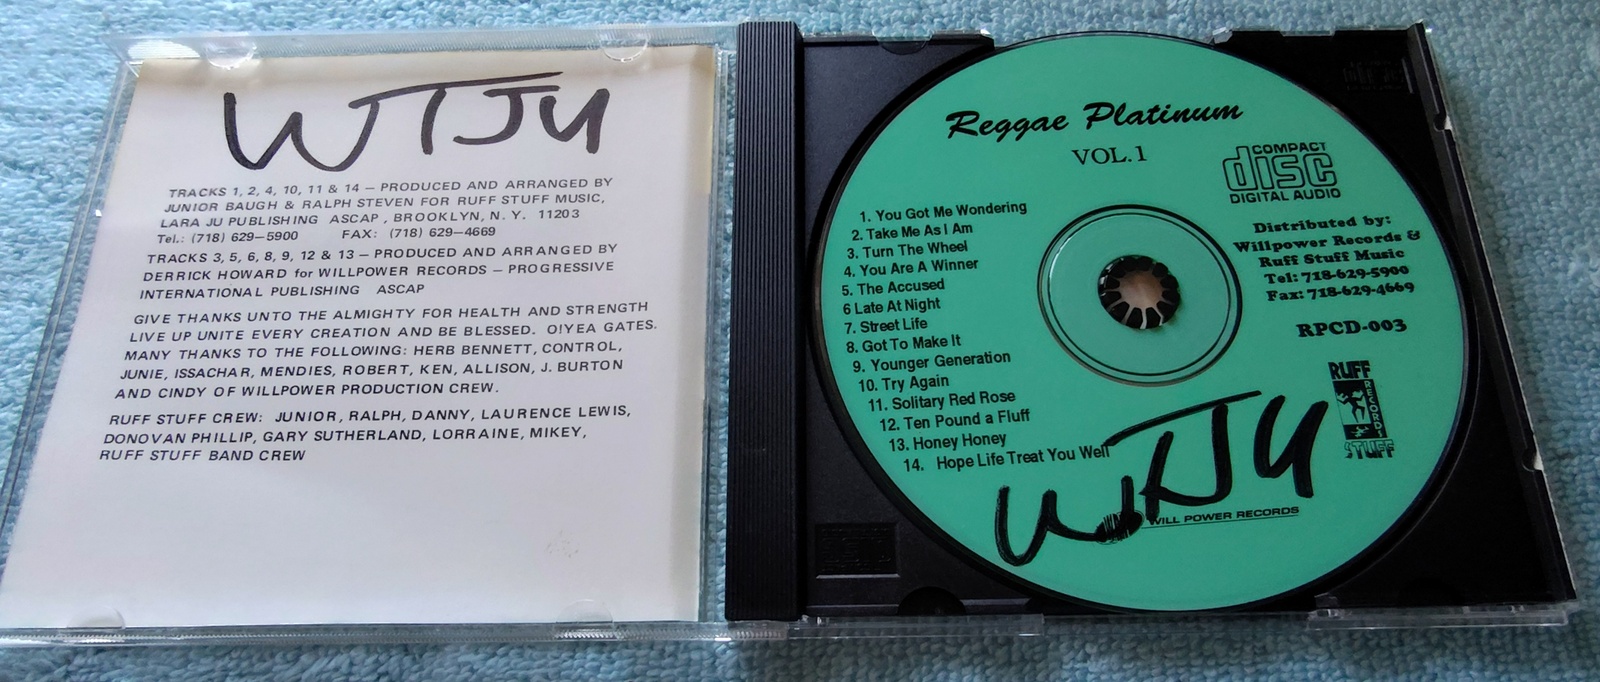 WTJU
TRACKS 1, 2, 4, 10, 11 & 14 — PRODUCED AND ARRANGED BY
JUNIOR BAUGH & RALPH STEVEN FOR RUFF STUFF MUSIC,
LARA JU PUBLISHING ASCAP, BROOKLYN, N. Y. 11203
Tel.: (718) 629—5900 FAX: (718) 629—4669
TRACKS 3, 5, 6, 8, 9, 12 & 13 — PRODUCED AND ARRANGED BY
DERRICK HOWARD for WILLPOWER RECORDS — PROGRESSIVE
INTERNATIONAL PUBLISHING ASCAP
GIVE THANKS UNTO THE ALMIGHTY FOR HEALTH AND STRENGTH
LIVE UP UNITE EVERY CREATION AND BE BLESSED. O!YEA GATES.
MANY THANKS TO THE FOLLOWING: HERB BENNETT, CONTROL,
JUNIE, ISSACHAR, MENDIES, ROBERT, KEN, ALLISON, J. BURTON
AND CINDY OF WILLPOWER PRODUCTION CREW.
RUFF STUFF CREW: JUNIOR, RALPH, DANNY, LAURENCE LEWIS,
DONOVAN PHILLIP, GARY SUTHERLAND, LORRAINE, MIKEY,
RUFF STUFF BAND CREW
Reggae Platinum
VOL.1
COMPACT
disc
DIGITAL AUDIO
1. You Got Me Wondering
2. Take Me As I Am
3. Turn The Wheel
4. You Are A Winner
5. The Accused
6 Late At Night
7. Street Life
8. Got To Make It
9. Younger Generation
10. Try Again
11. Solitary Red Rose
12. Ten Pound a Fluff
13. Honey Honey
14. Hope Life Treat You Well
Distributed by:
Willpower Records &
Ruff Stuff Music
Tel: 718-629-5900
Fax: 718-629-4669
RPCD-003
RUFF
RECORDS
STUFF
WTJU
WILL POWER RECORDS